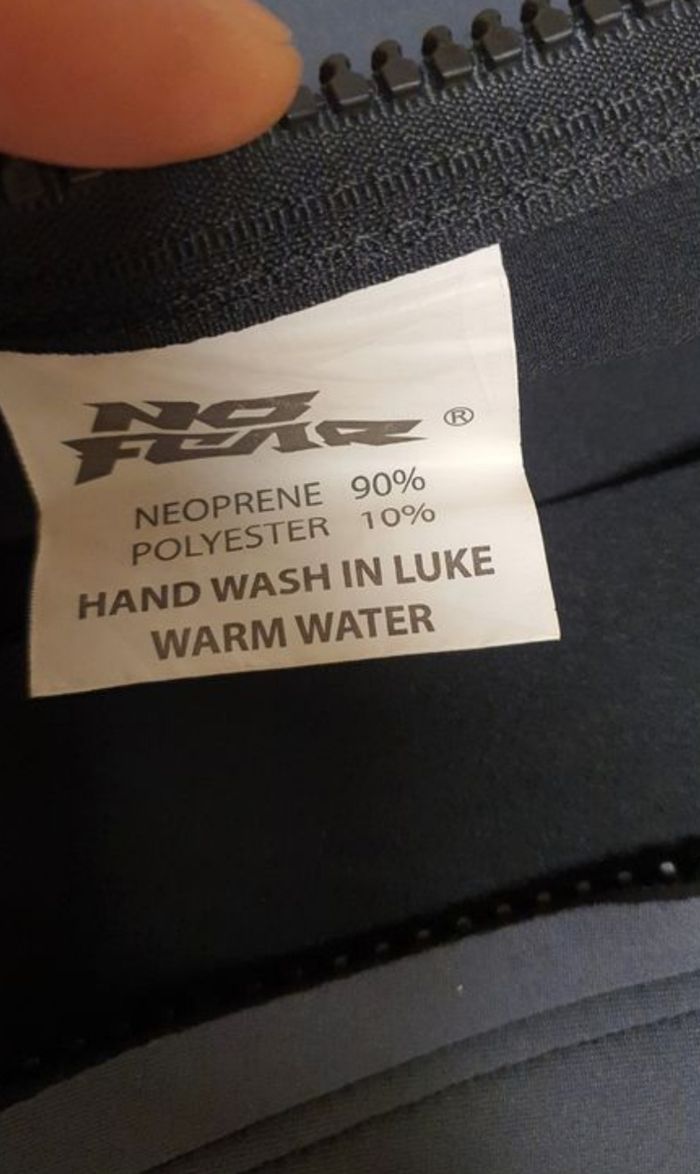 NO
FEAR ®
NEOPRENE 90%
POLYESTER 10%
HAND WASH IN LUKE
WARM WATER